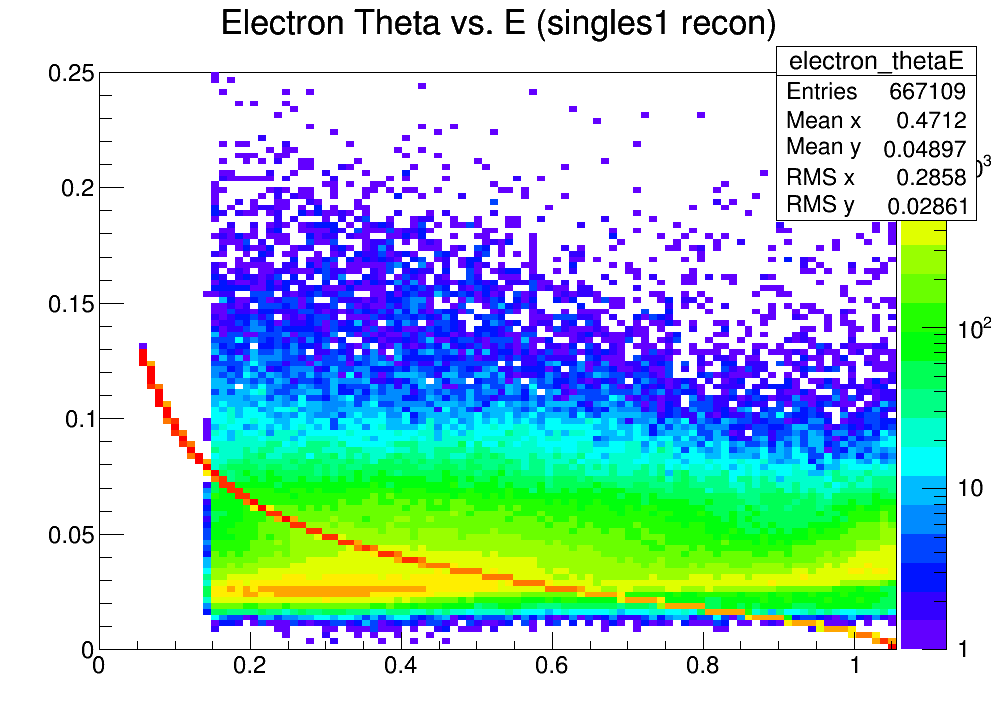 Electron Theta vs. E (singles1 recon)
electron_thetaE
Entries 667109
Mean x 0.4712
Mean y 0.04897
RMS x 0.2858
RMS y 0.02861
0.25
0.2
0.15
0.1
0.05
0
0 0.2 0.4 0.6 0.8 1
10²
10
1